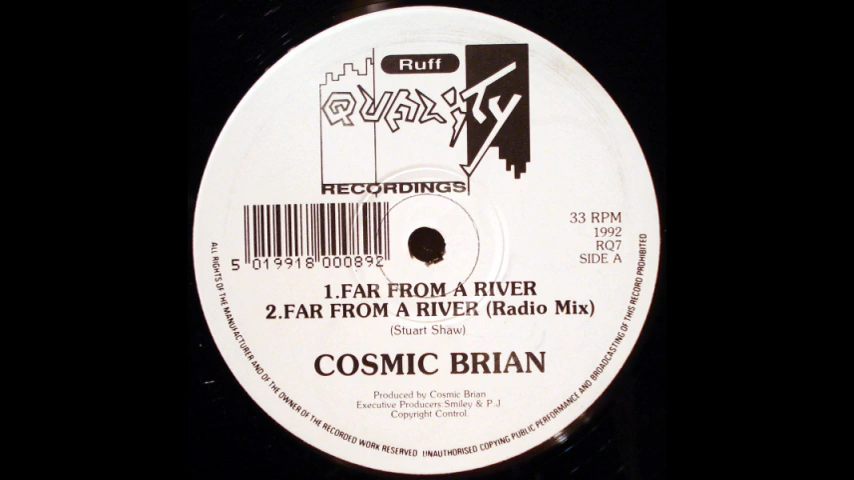 Ruff
QUALITY
RECORDINGS
5 019918 000892
33 RPM
1992
RQ7
SIDE A
1.FAR FROM A RIVER
2.FAR FROM A RIVER (Radio Mix)
(Stuart Shaw)
COSMIC BRIAN
Produced by Cosmic Brian
Executive Producers:Smiley & P.J.
Copyright Control.
ALL RIGHTS OF THE MANUFACTURER AND OF THE OWNER OF THE RECORDED WORK RESERVED UNAUTHORISED COPYING PUBLIC PERFORMANCE AND BROADCASTING OF THIS RECORD PROHIBITED